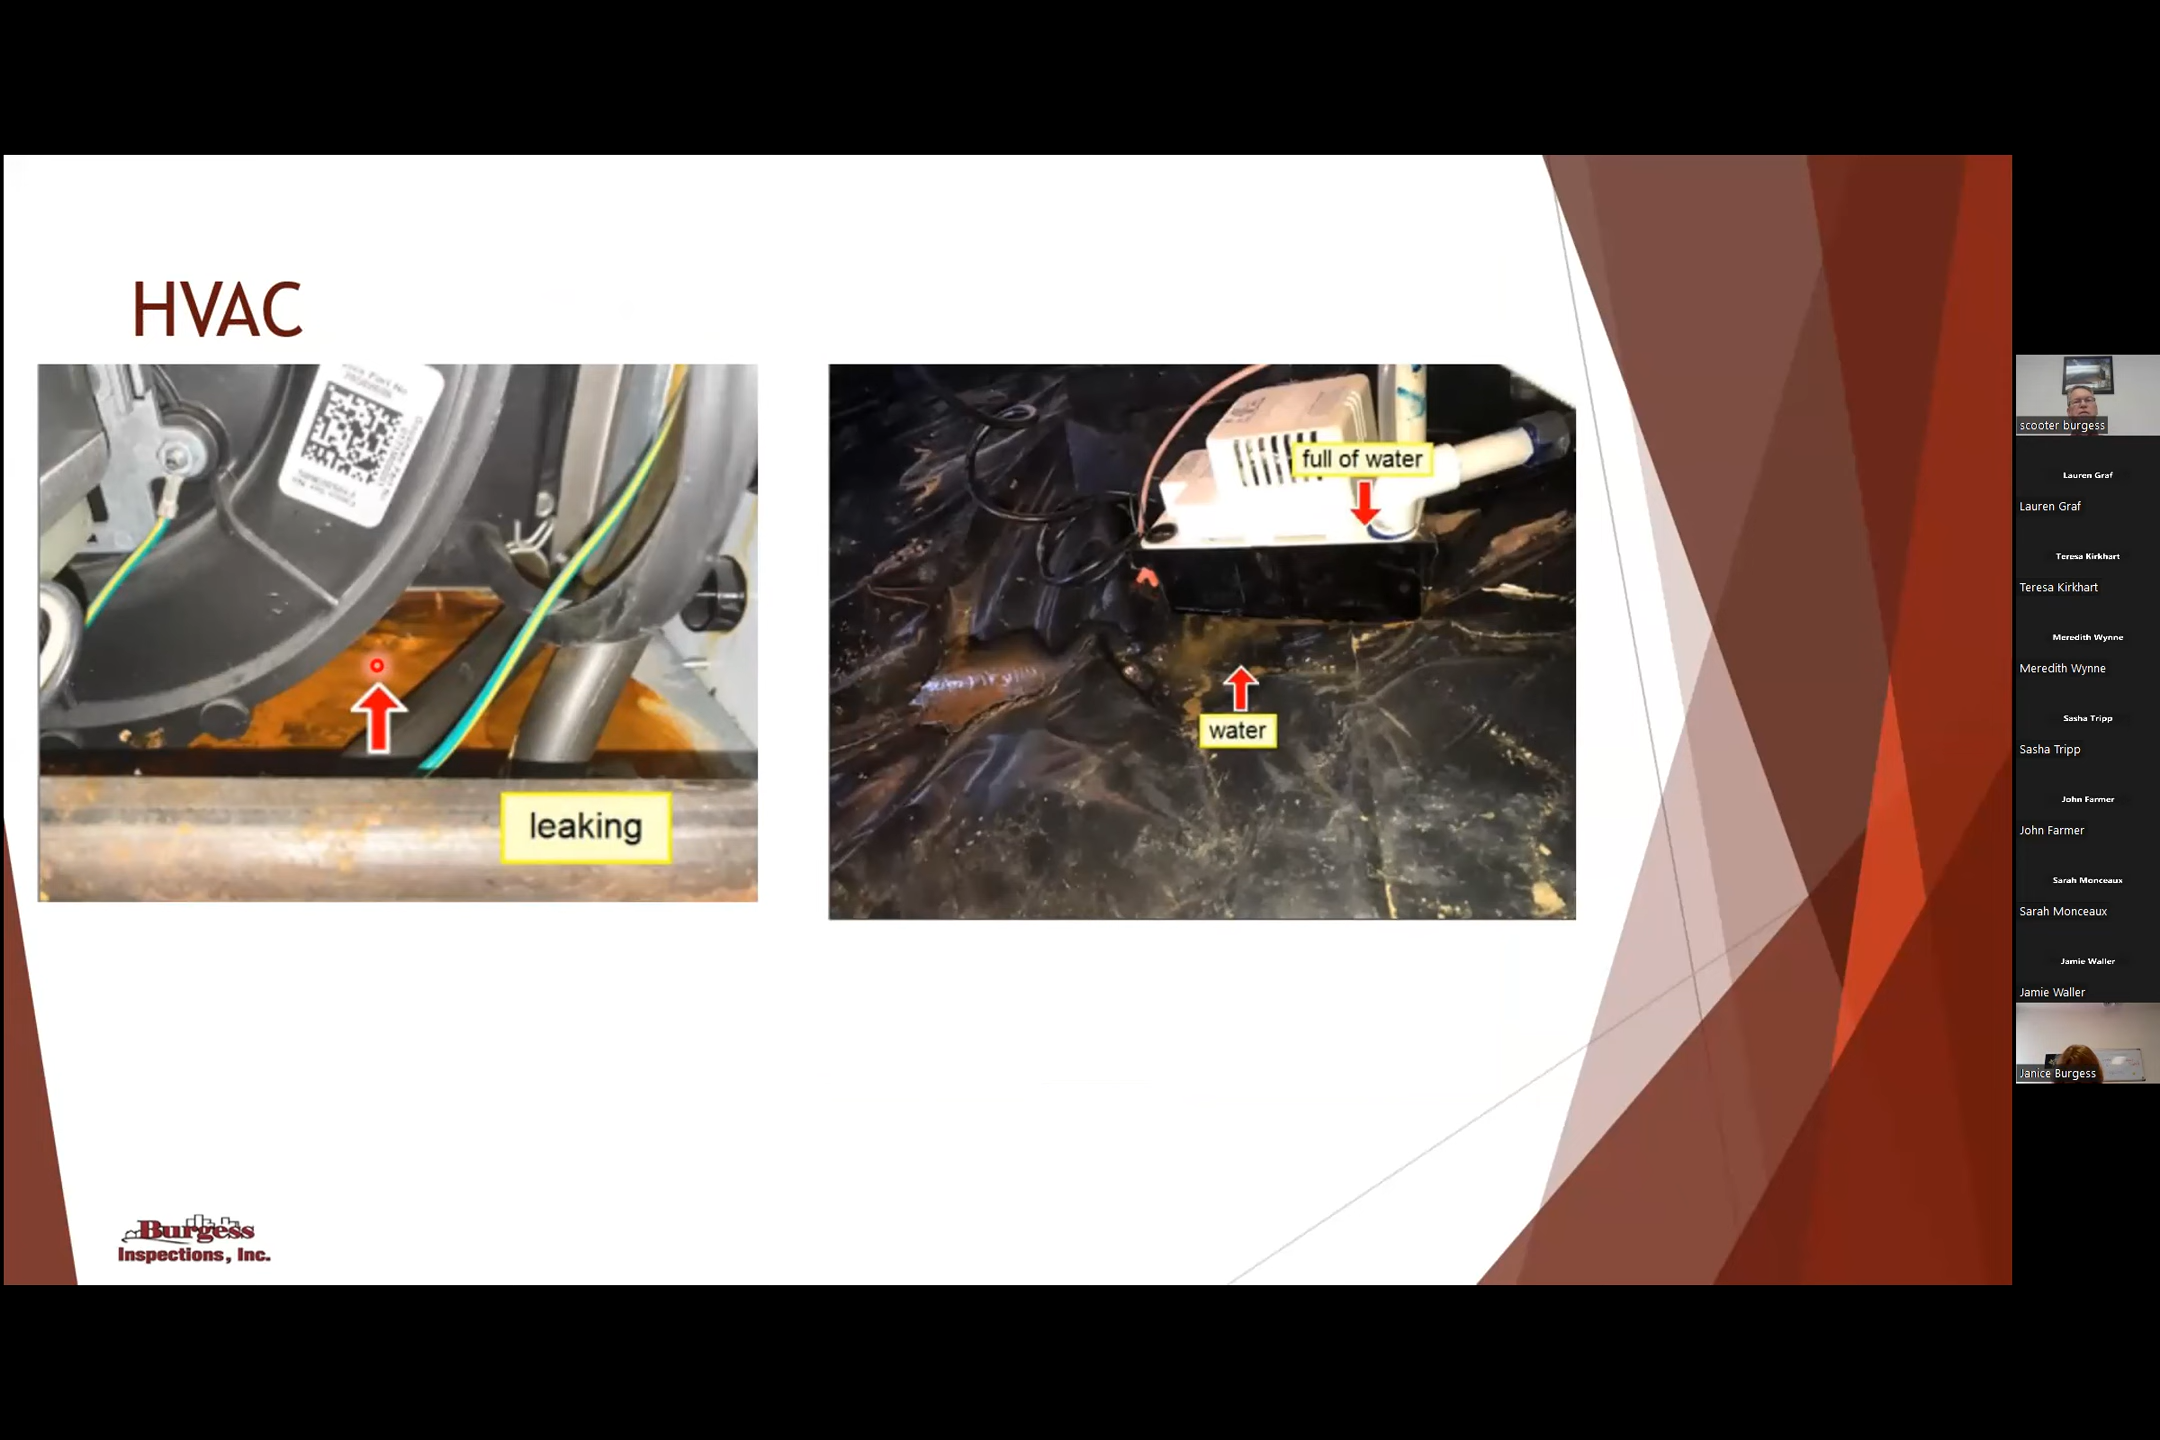 HVAC
leaking
full of water
water
Burgess
Inspections, Inc.
scooter burgess
Lauren Graf
Lauren Graf
Teresa Kirkhart
Teresa Kirkhart
Meredith Wynne
Meredith Wynne
Sasha Tripp
Sasha Tripp
John Farmer
John Farmer
Sarah Monceaux
Sarah Monceaux
Jamie Waller
Jamie Waller
Janice Burgess